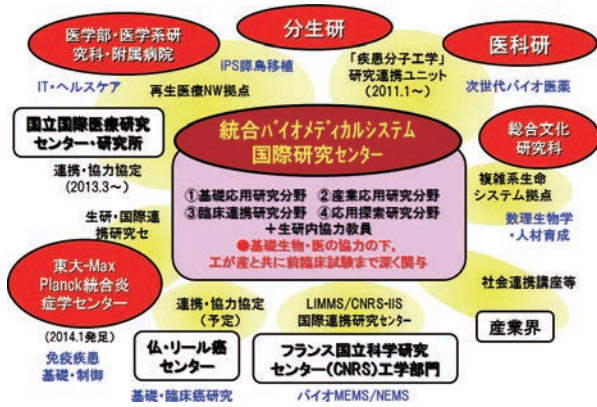 医学部・医学系研
究科・附属病院
分生研
医科研
IT・ヘルスケア
iPS膵島移植
再生医療NW拠点
「疾患分子工学」
研究連携ユニット
(2011.1~)
次世代バイオ医薬
国立国際医療研究
センター・研究所
連携・協力協定
(2013.3~)
統合バイオメディカルシステム
国際研究センター
総合文化
研究科
①基礎応用研究分野 ②産業応用研究分野
③臨床連携研究分野 ④応用探索研究分野
+生研内協力教員
●基礎生物・医の協力の下,
工が産と共に前臨床試験まで深く関与
複雑系生命
システム拠点
数理生物学
・人材育成
生研・国際連
携研究セ
東大-Max
Planck統合炎
症学センター
(2014.1発足)
免疫疾患
基礎・制御
連携・協力協定
(予定)
仏・リール癌
センター
基礎・臨床癌研究
LIMMS/CNRS-IIS
国際連携研究センター
フランス国立科学研究
センター(CNRS)工学部門
バイオMEMS/NEMS
社会連携講座等
産業界